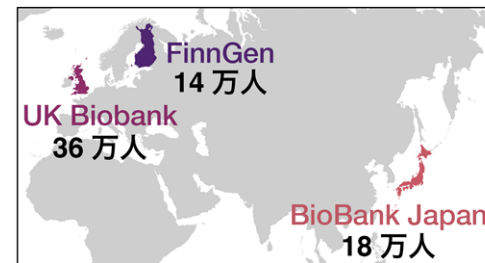 FinnGen
14 万人
UK Biobank
36 万人
BioBank Japan
18 万人